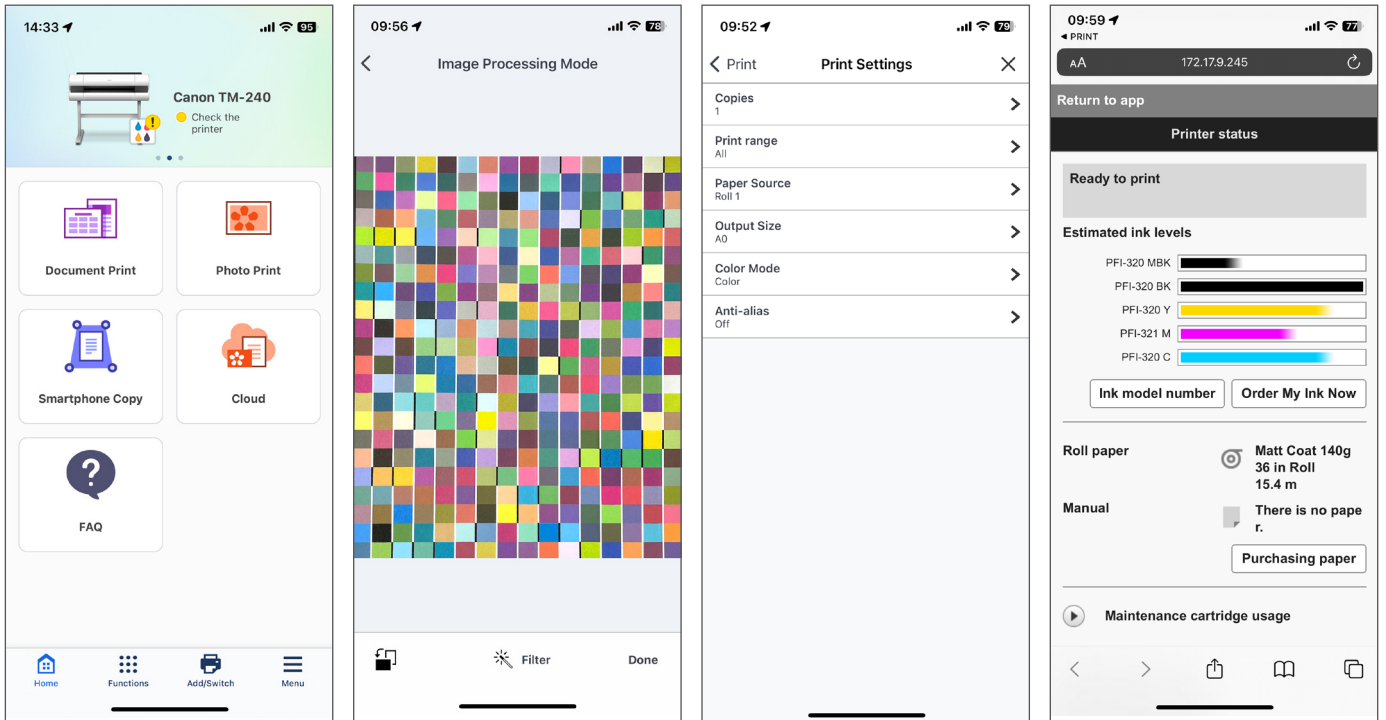 14:33
95
Canon TM-240
Check the
printer
Document Print
Photo Print
Smartphone Copy
Cloud
?
FAQ
Home
Functions
Add/Switch
Menu
09:56
78
Image Processing Mode
Filter
Done
09:52
79
Print
Print Settings
Copies
1
Print range
All
Paper Source
Roll 1
Output Size
A0
Color Mode
Color
Anti-alias
Off
09:59
77
PRINT
AA
172.17.9.245
Return to app
Printer status
Ready to print
Estimated ink levels
PFI-320 MBK
PFI-320 BK
PFI-320 Y
PFI-321 M
PFI-320 C
Ink model number
Order My Ink Now
Roll paper
Matt Coat 140g
36 in Roll
15.4 m
Manual
There is no pape
r.
Purchasing paper
Maintenance cartridge usage